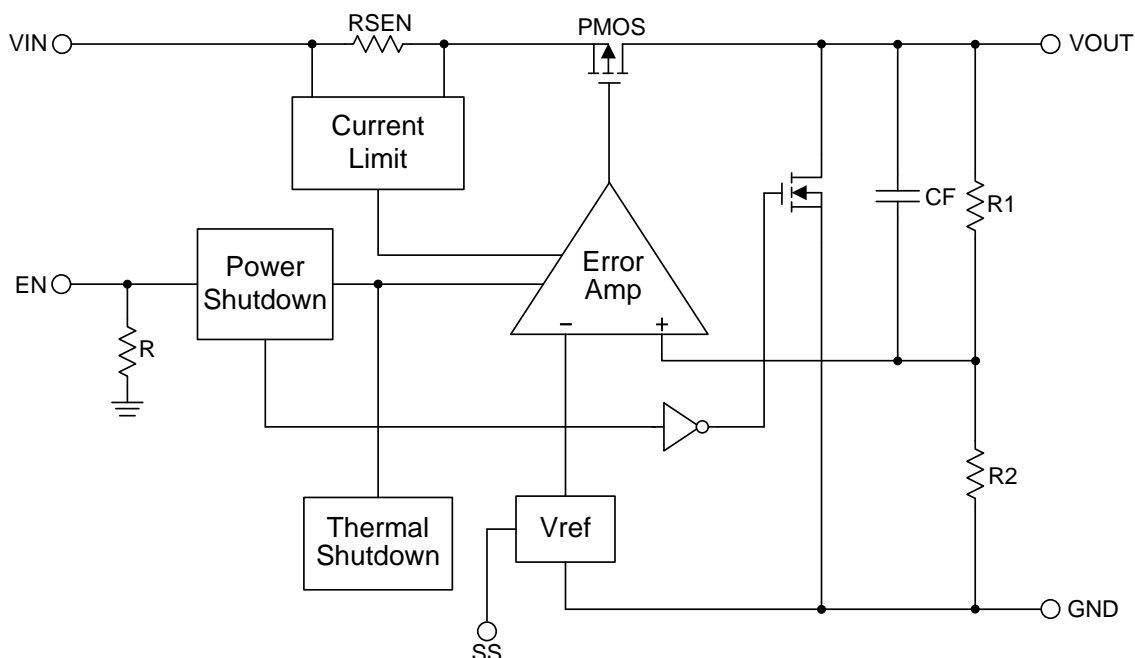 RSEN
PMOS
VIN
VOUT
Current
Limit
CF
R1
Power
Shutdown
EN
Error
Amp
− +
R
R2
Thermal
Shutdown
Vref
GND
SS